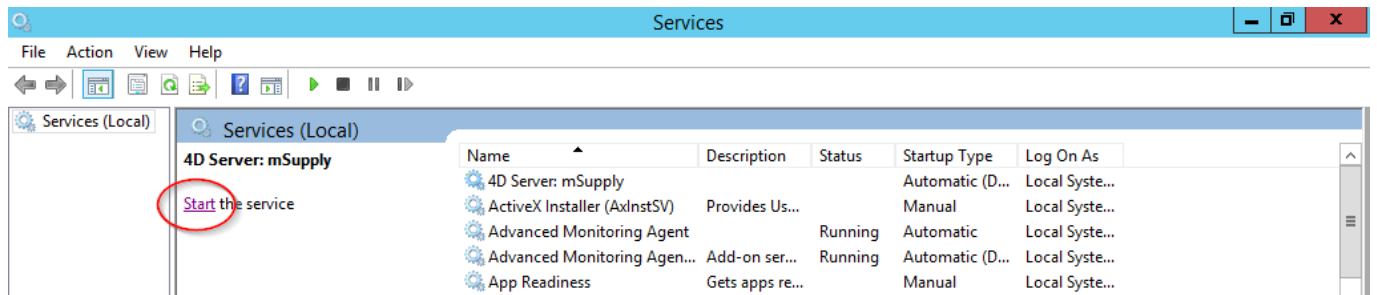 Services
File Action View Help
Services (Local)
Services (Local)
4D Server: mSupply
Start the service
Name Description Status Startup Type Log On As
4D Server: mSupply Automatic (D... Local Syste...
ActiveX Installer (AxInstSV) Provides Us... Manual Local Syste...
Advanced Monitoring Agent Running Automatic Local Syste...
Advanced Monitoring Agen... Add-on ser... Running Automatic (D... Local Syste...
App Readiness Gets apps re... Manual Local Syste...